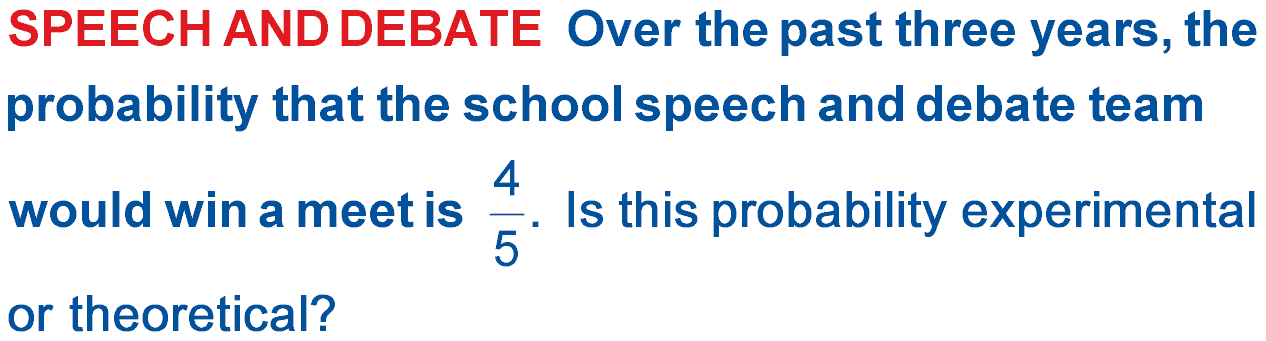 SPEECH AND DEBATE Over the past three years, the
probability that the school speech and debate team
would win a meet is 4/5. Is this probability experimental
or theoretical?